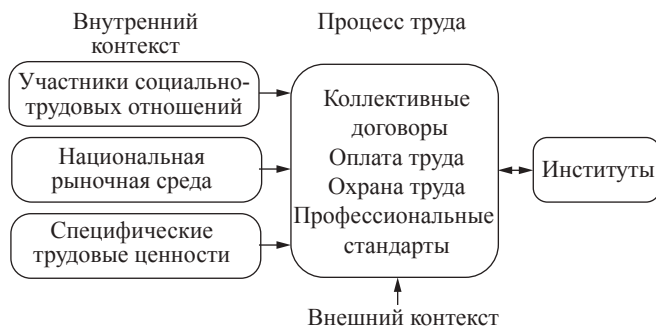 Внутренний
контекст
Процесс труда
Участники социально-
трудовых отношений
Национальная
рыночная среда
Специфические
трудовые ценности
Коллективные
договоры
Оплата труда
Охрана труда
Профессиональные
стандарты
Институты
Внешний контекст